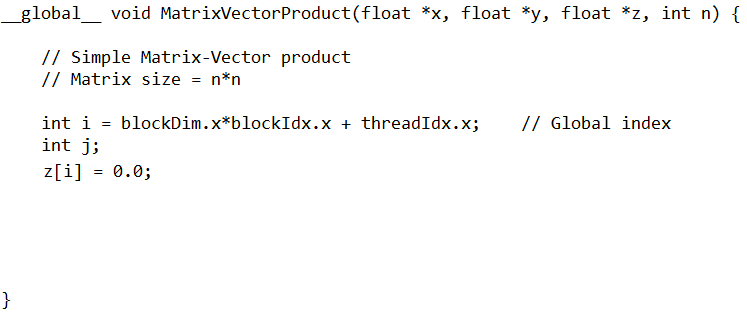 __global__ void MatrixVectorProduct(float *x, float *y, float *z, int n) {
// Simple Matrix-Vector product
// Matrix size = n*n
int i = blockDim.x*blockIdx.x + threadIdx.x; // Global index
int j;
z[i] = 0.0;
}